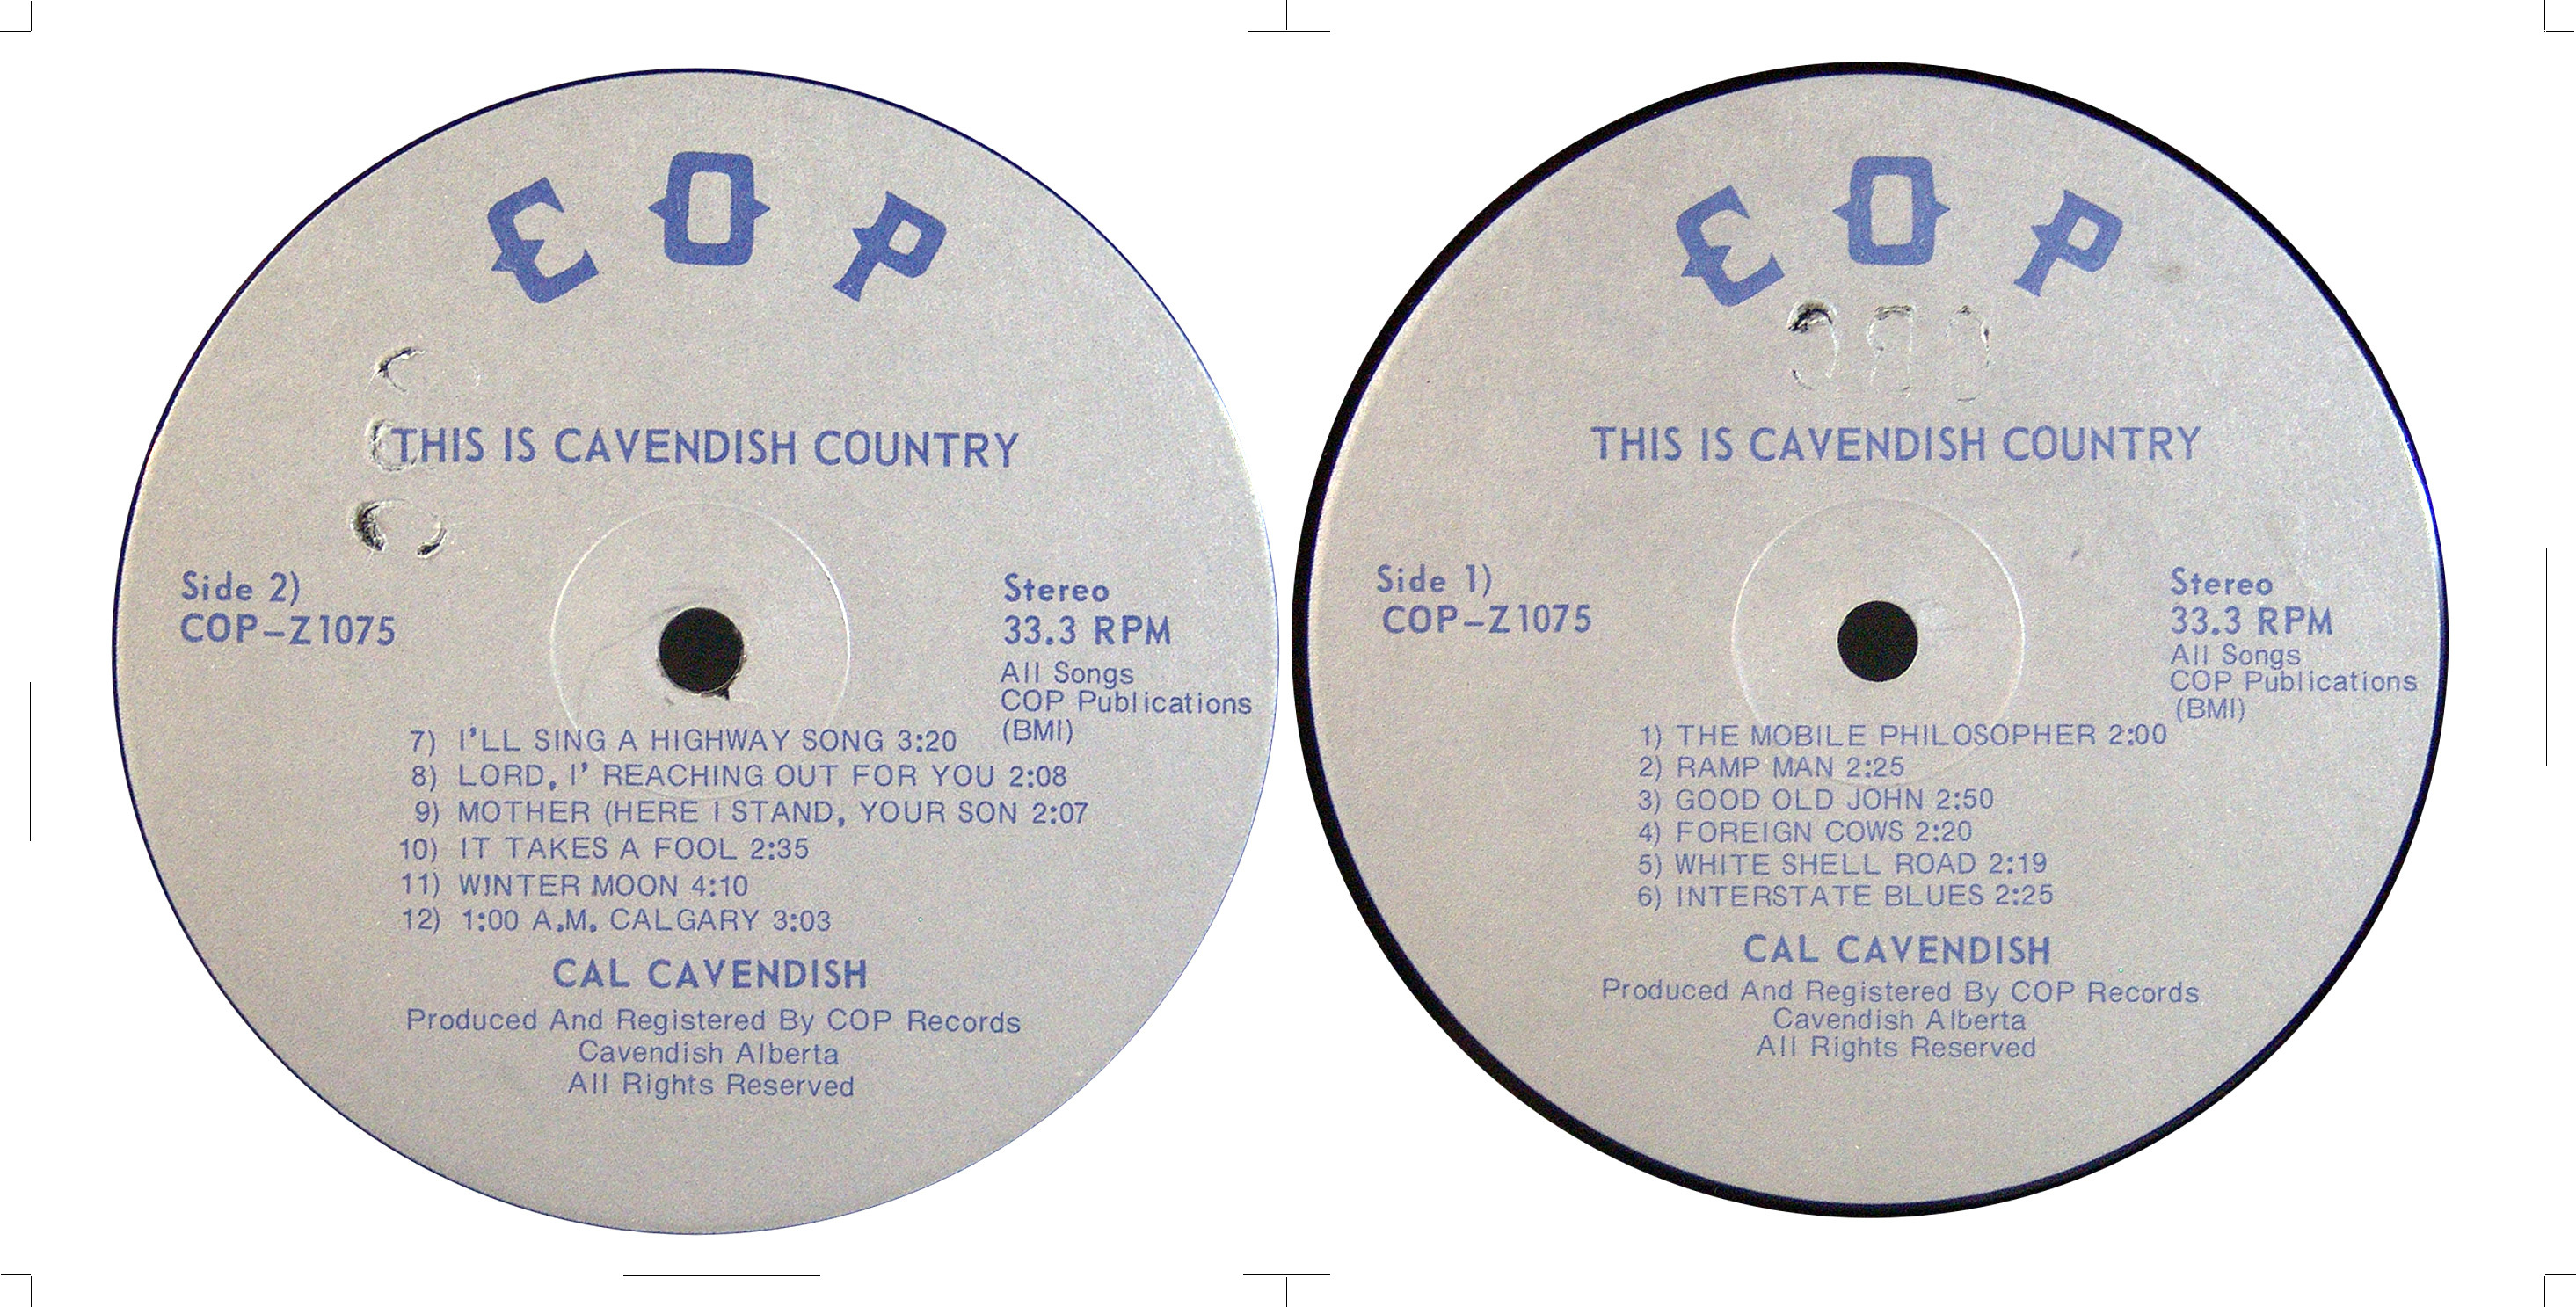 COP
THIS IS CAVENDISH COUNTRY
Side 2)
COP-Z1075
Stereo
33.3 RPM
All Songs
COP Publications
(BMI)
7) I'LL SING A HIGHWAY SONG 3:20
8) LORD, I' REACHING OUT FOR YOU 2:08
9) MOTHER (HERE I STAND, YOUR SON 2:07
10) IT TAKES A FOOL 2:35
11) WINTER MOON 4:10
12) 1:00 A.M. CALGARY 3:03
CAL CAVENDISH
Produced And Registered By COP Records
Cavendish Alberta
All Rights Reserved
COP
THIS IS CAVENDISH COUNTRY
Side 1)
COP-Z1075
Stereo
33.3 RPM
All Songs
COP Publications
(BMI)
1) THE MOBILE PHILOSOPHER 2:00
2) RAMP MAN 2:25
3) GOOD OLD JOHN 2:50
4) FOREIGN COWS 2:20
5) WHITE SHELL ROAD 2:19
6) INTERSTATE BLUES 2:25
CAL CAVENDISH
Produced And Registered By COP Records
Cavendish Alberta
All Rights Reserved